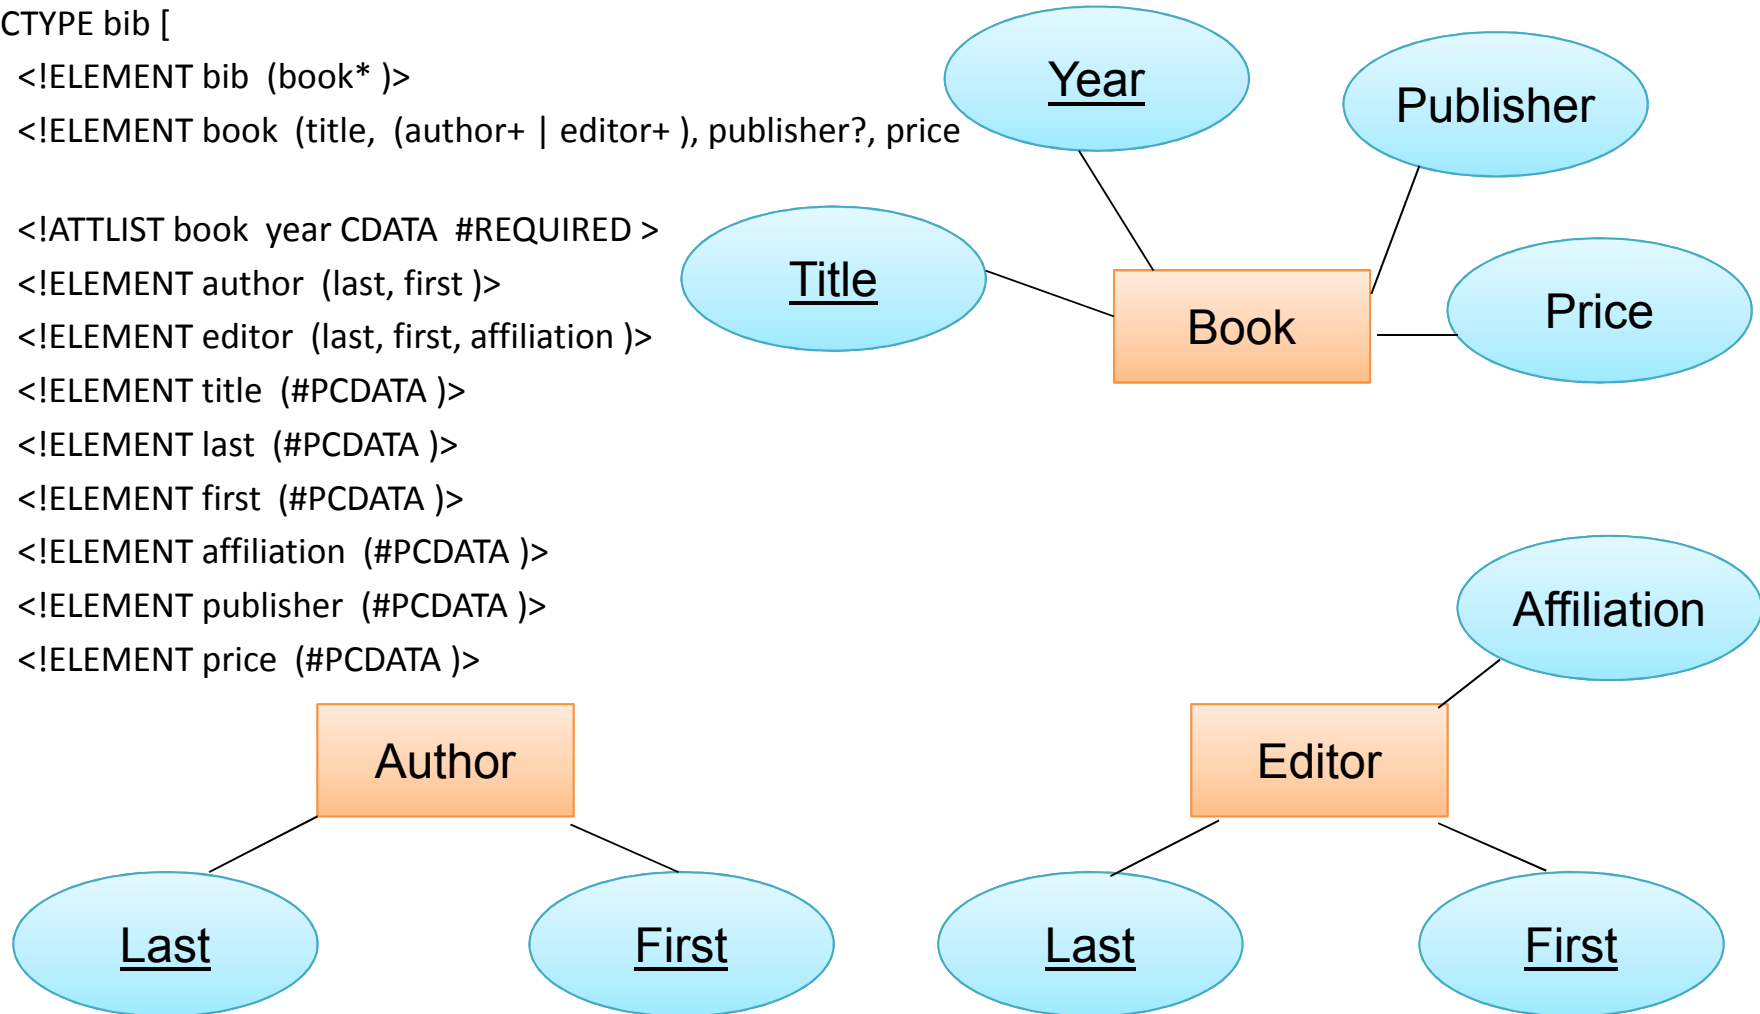 CTYPE bib [
<!ELEMENT bib (book* )>
<!ELEMENT book (title, (author+ | editor+ ), publisher?, price
<!ATTLIST book year CDATA #REQUIRED >
<!ELEMENT author (last, first )>
<!ELEMENT editor (last, first, affiliation )>
<!ELEMENT title (#PCDATA )>
<!ELEMENT last (#PCDATA )>
<!ELEMENT first (#PCDATA )>
<!ELEMENT affiliation (#PCDATA )>
<!ELEMENT publisher (#PCDATA )>
<!ELEMENT price (#PCDATA )>
Year
Publisher
Title
Book
Price
Affiliation
Author
Editor
Last
First
Last
First